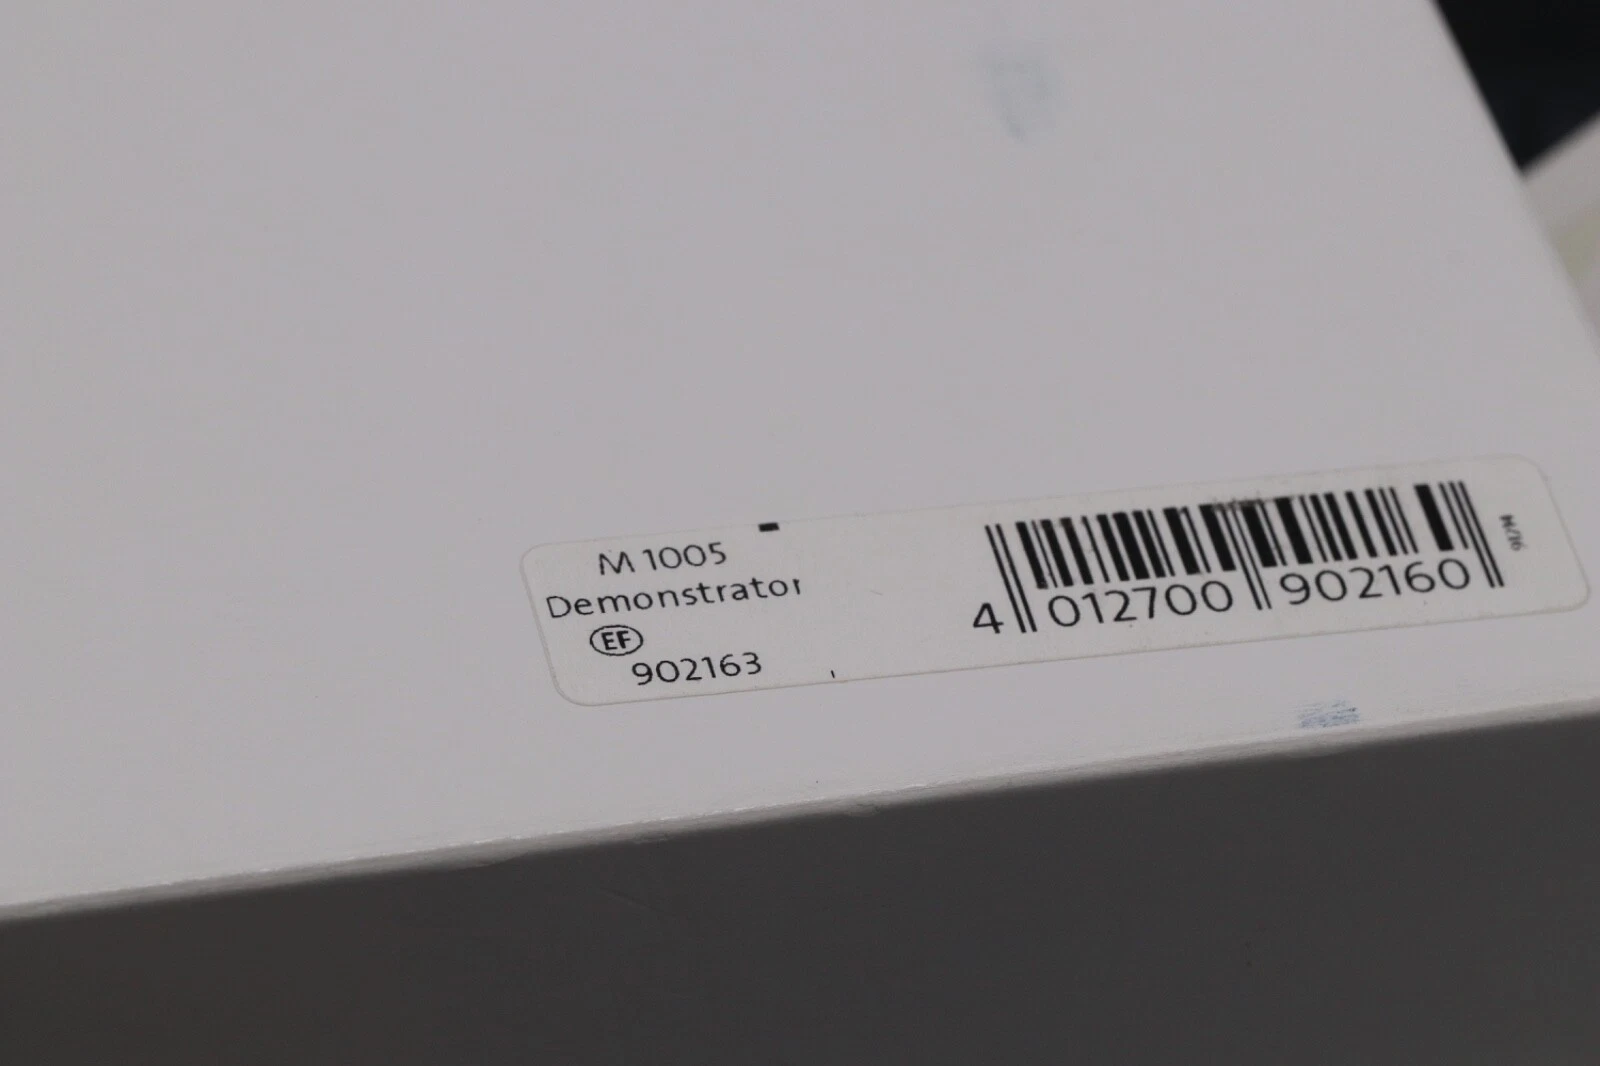 M 1005
Demonstrator
EF
902163
4 012700 902160